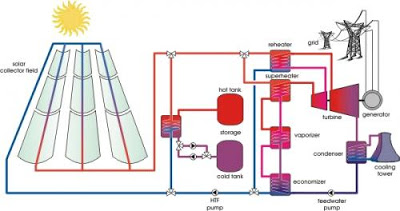 solar
collector field
hot tank
storage
cold tank
HTF
pump
reheater
superheater
vaporizer
economizer
grid
turbine
generator
condenser
cooling
tower
feedwater
pump